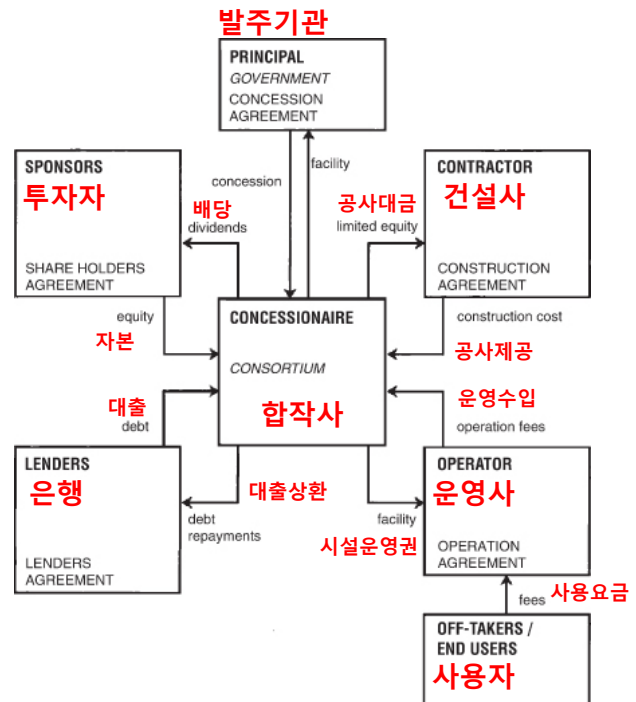 발주기관
PRINCIPAL
GOVERNMENT
CONCESSION
AGREEMENT
concession
facility
SPONSORS
투자자
SHARE HOLDERS
AGREEMENT
배당
dividends
공사대금
limited equity
CONTRACTOR
건설사
CONSTRUCTION
AGREEMENT
equity
자본
CONCESSIONAIRE
CONSORTIUM
합작사
construction cost
공사제공
대출
debt
운영수입
operation fees
LENDERS
은행
LENDERS
AGREEMENT
대출상환
debt
repayments
facility
시설운영권
OPERATOR
운영사
OPERATION
AGREEMENT
fees
사용요금
OFF-TAKERS /
END USERS
사용자